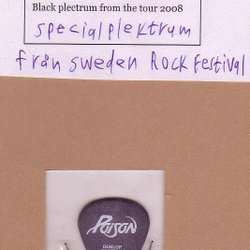 Black plectrum from the tour 2008
specialplektrum
från sweden Rock Festival
POISON
DUNLOP